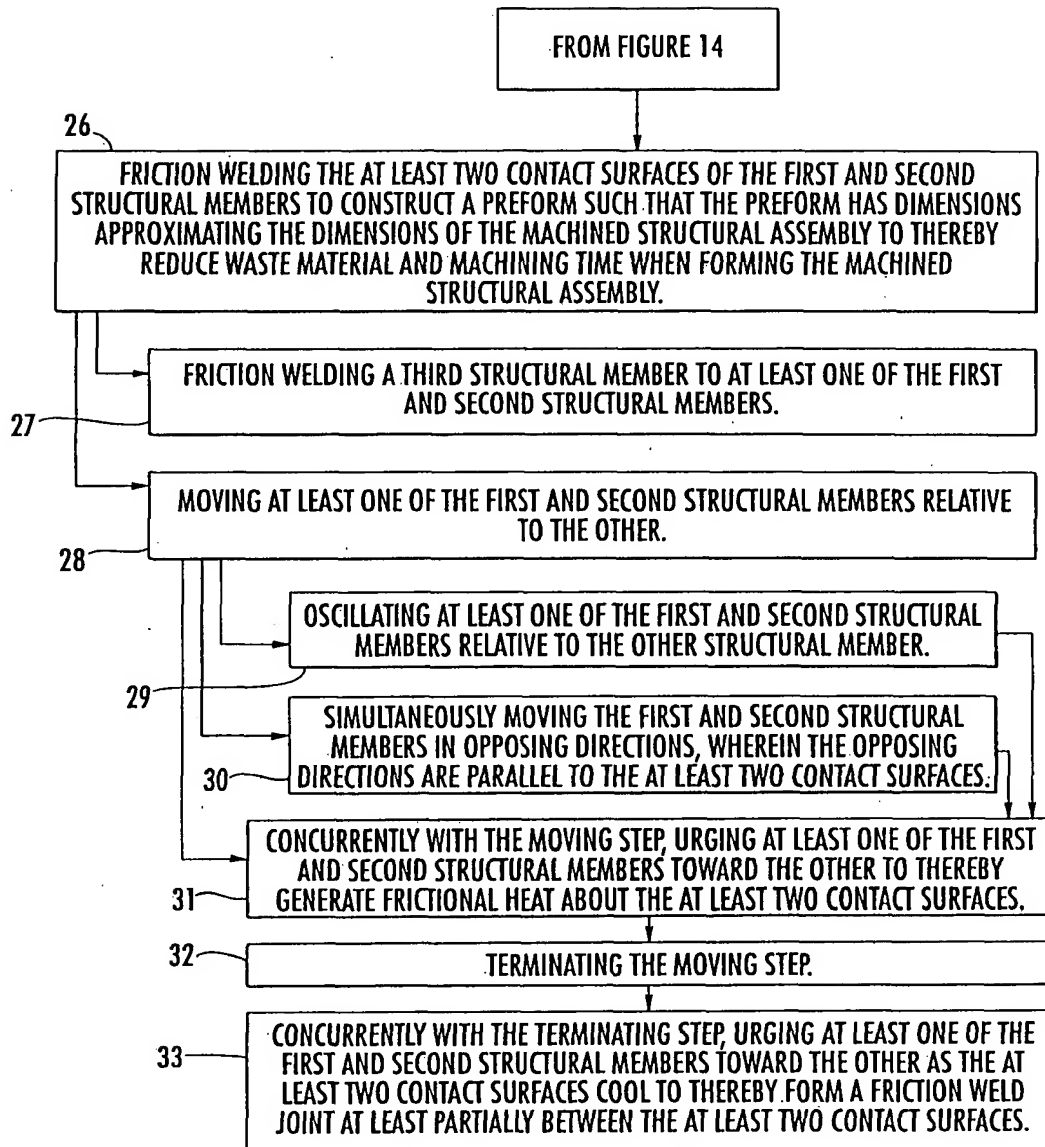 FROM FIGURE 14
26
FRICTION WELDING THE AT LEAST TWO CONTACT SURFACES OF THE FIRST AND SECOND
STRUCTURAL MEMBERS TO CONSTRUCT A PREFORM SUCH THAT THE PREFORM HAS DIMENSIONS
APPROXIMATING THE DIMENSIONS OF THE MACHINED STRUCTURAL ASSEMBLY TO THEREBY
REDUCE WASTE MATERIAL AND MACHINING TIME WHEN FORMING THE MACHINED
STRUCTURAL ASSEMBLY.
FRICTION WELDING A THIRD STRUCTURAL MEMBER TO AT LEAST ONE OF THE FIRST
AND SECOND STRUCTURAL MEMBERS.
27
MOVING AT LEAST ONE OF THE FIRST AND SECOND STRUCTURAL MEMBERS RELATIVE
TO THE OTHER.
28
OSCILLATING AT LEAST ONE OF THE FIRST AND SECOND STRUCTURAL
MEMBERS RELATIVE TO THE OTHER STRUCTURAL MEMBER.
29
SIMULTANEOUSLY MOVING THE FIRST AND SECOND STRUCTURAL
MEMBERS IN OPPOSING DIRECTIONS, WHEREIN THE OPPOSING
DIRECTIONS ARE PARALLEL TO THE AT LEAST TWO CONTACT SURFACES.
30
CONCURRENTLY WITH THE MOVING STEP, URGING AT LEAST ONE OF THE FIRST
AND SECOND STRUCTURAL MEMBERS TOWARD THE OTHER TO THEREBY
GENERATE FRICTIONAL HEAT ABOUT THE AT LEAST TWO CONTACT SURFACES.
31
32
TERMINATING THE MOVING STEP.
33
CONCURRENTLY WITH THE TERMINATING STEP, URGING AT LEAST ONE OF THE
FIRST AND SECOND STRUCTURAL MEMBERS TOWARD THE OTHER AS THE AT
LEAST TWO CONTACT SURFACES COOL TO THEREBY FORM A FRICTION WELD
JOINT AT LEAST PARTIALLY BETWEEN THE AT LEAST TWO CONTACT SURFACES.